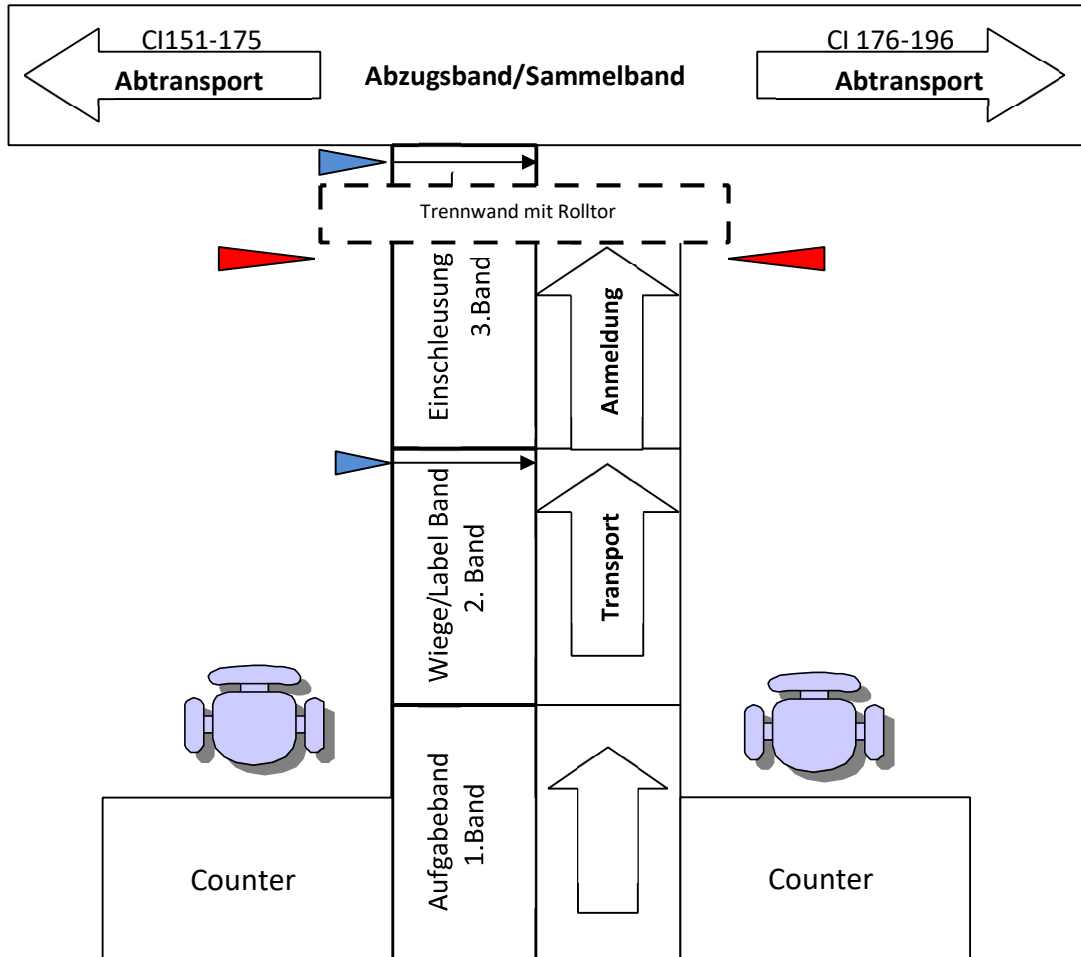 CI151-175
Abtransport
Abzugsband/Sammelband
CI 176-196
Abtransport
Trennwand mit Rolltor
Einschleusung
3.Band
Anmeldung
Wiege/Label Band
2. Band
Transport
Aufgabeband
1.Band
Counter
Counter